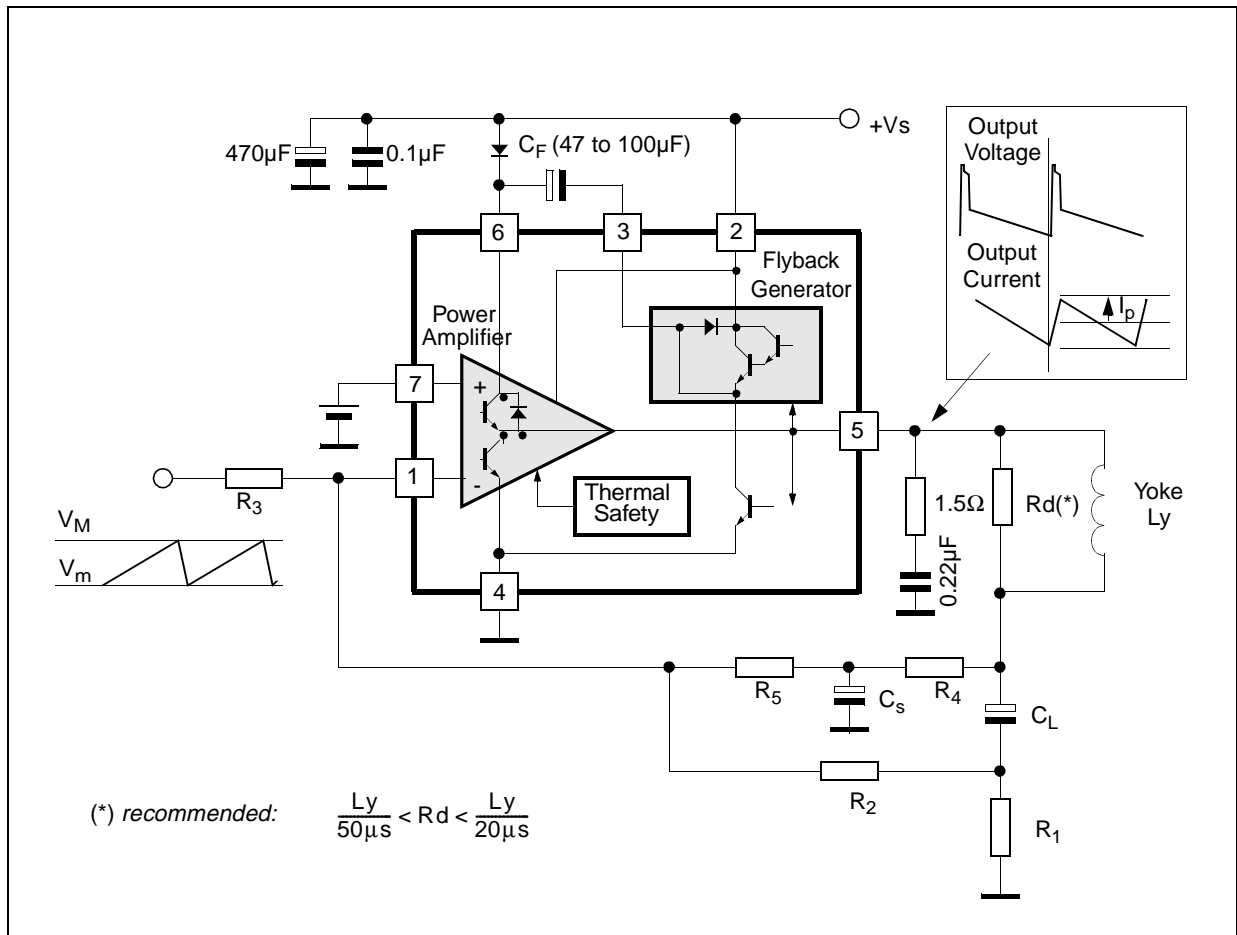 +Vs
470µF
0.1µF
C_F (47 to 100µF)
Output
Voltage
Output
Current
I_p
6
3
2
Flyback
Generator
Power
Amplifier
7
+
1
-
5
Thermal
Safety
4
R_3
V_M
V_m
1.5Ω
0.22µF
Rd(*)
Yoke
Ly
R_5
C_s
R_4
C_L
R_2
R_1
(*) recommended:
Ly
50µs
< Rd <
Ly
20µs